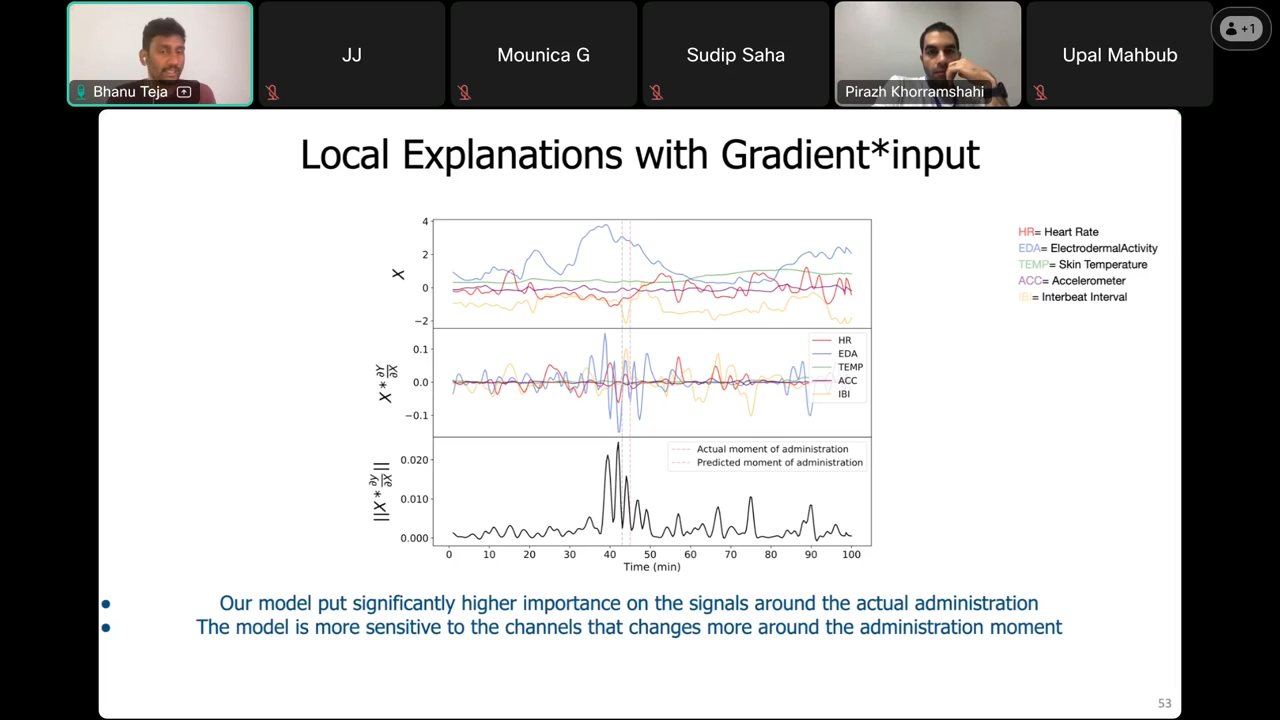 Bhanu Teja
JJ
Mounica G
Sudip Saha
Pirazh Khorramshahi
Upal Mahbub
+1
Local Explanations with Gradient*input
HR= Heart Rate
EDA= ElectrodermalActivity
TEMP= Skin Temperature
ACC= Accelerometer
IBI= Interbeat Interval
4
2
0
−2
X
0.1
0.0
−0.1
X * ∂Y/∂X
HR
EDA
TEMP
ACC
IBI
0.020
0.010
0.000
||X * ∂y/∂X||
Actual moment of administration
Predicted moment of administration
0 10 20 30 40 50 60 70 80 90 100
Time (min)
• Our model put significantly higher importance on the signals around the actual administration
• The model is more sensitive to the channels that changes more around the administration moment
53